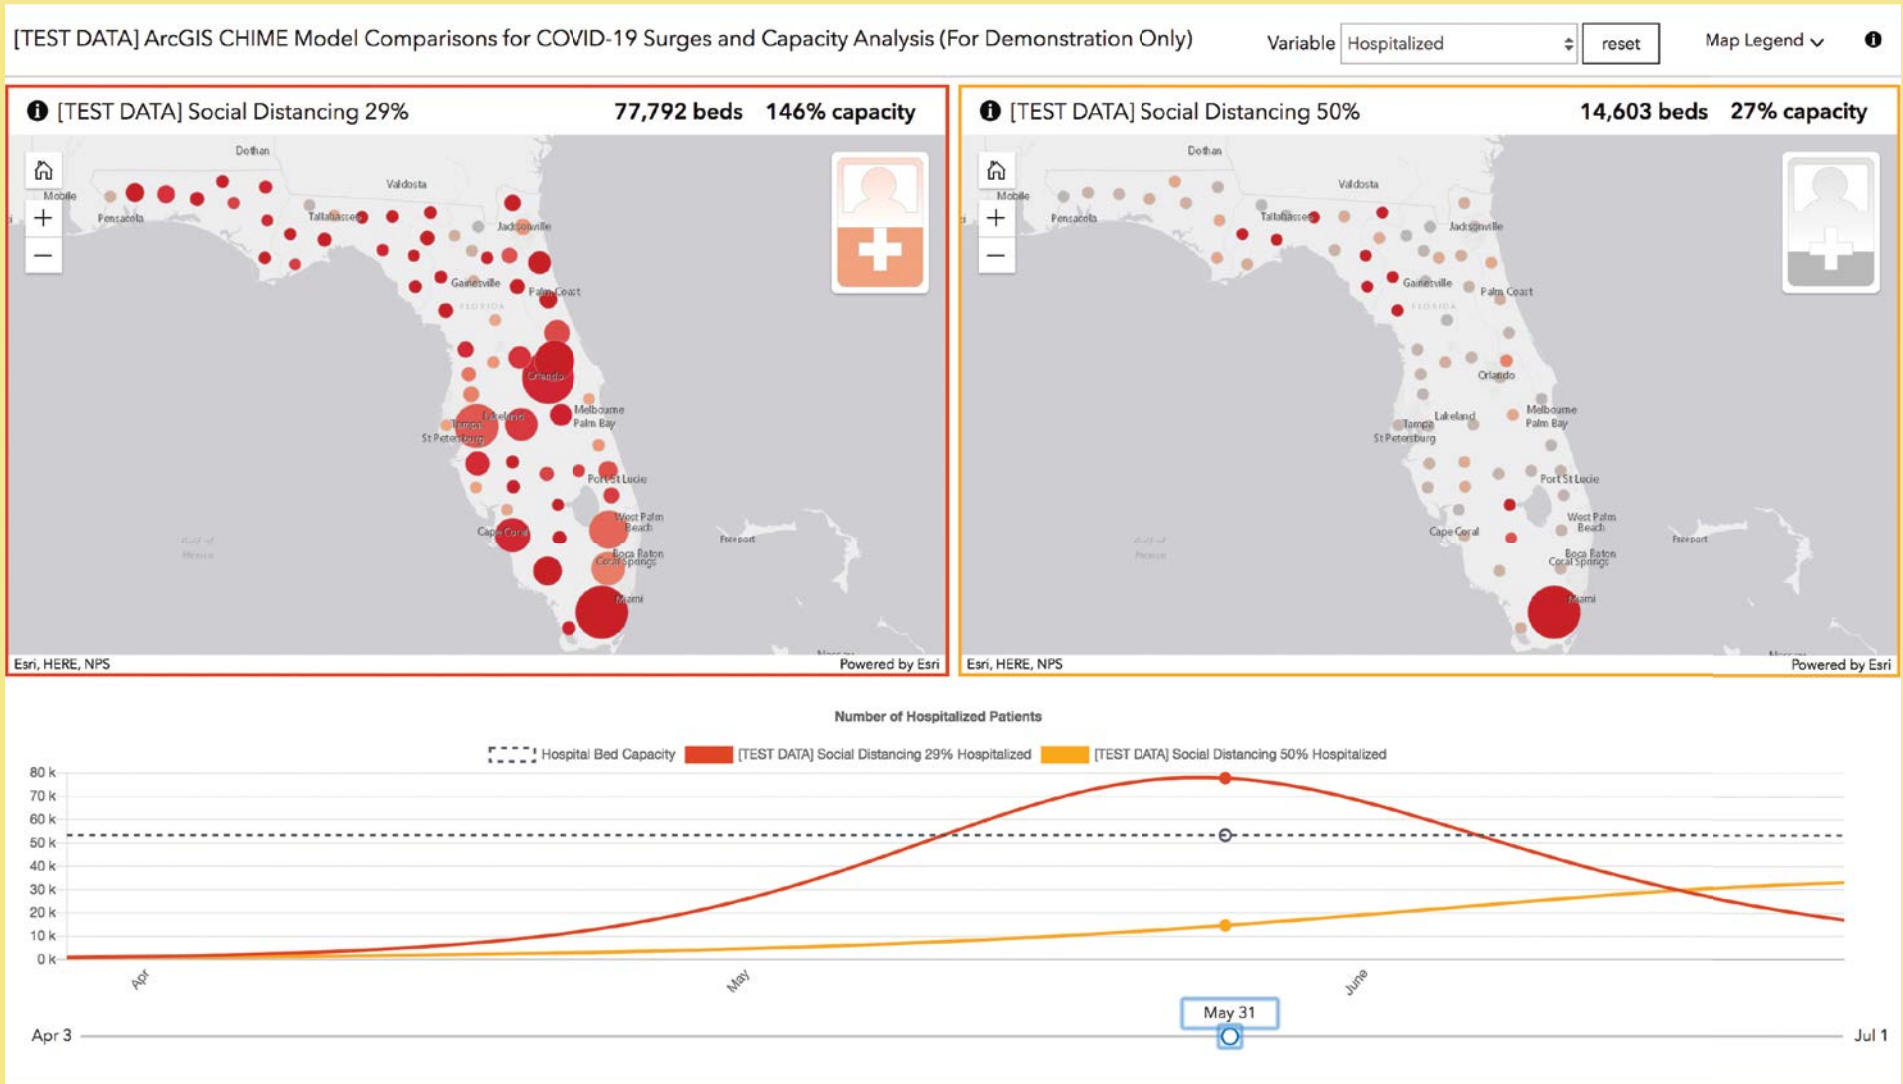 [TEST DATA] ArcGIS CHIME Model Comparisons for COVID-19 Surges and Capacity Analysis (For Demonstration Only)
Variable Hospitalized reset Map Legend
[TEST DATA] Social Distancing 29% 77,792 beds 146% capacity
Dothan
Mobile
Valdosta
Pensacola
Tallahassee
Jacksonville
Gainesville
Palm Coast
FLORIDA
Orlando
Lakeland
Melbourne
Tampa
Palm Bay
St Petersburg
Port St Lucie
West Palm
Beach
Cape Coral
Freeport
Gulf of
Mexico
Boca Raton
Coral Springs
Miami
Esri, HERE, NPS Powered by Esri
[TEST DATA] Social Distancing 50% 14,603 beds 27% capacity
Dothan
Mobile
Valdosta
Pensacola
Tallahassee
Jacksonville
Gainesville
Palm Coast
FLORIDA
Orlando
Lakeland
Melbourne
Tampa
Palm Bay
St Petersburg
Port St Lucie
West Palm
Beach
Cape Coral
Freeport
Gulf of
Mexico
Boca Raton
Coral Springs
Miami
Esri, HERE, NPS Powered by Esri
Number of Hospitalized Patients
Hospital Bed Capacity [TEST DATA] Social Distancing 29% Hospitalized [TEST DATA] Social Distancing 50% Hospitalized
80 k
70 k
60 k
50 k
40 k
30 k
20 k
10 k
0 k
Apr May June
May 31
Apr 3 Jul 1